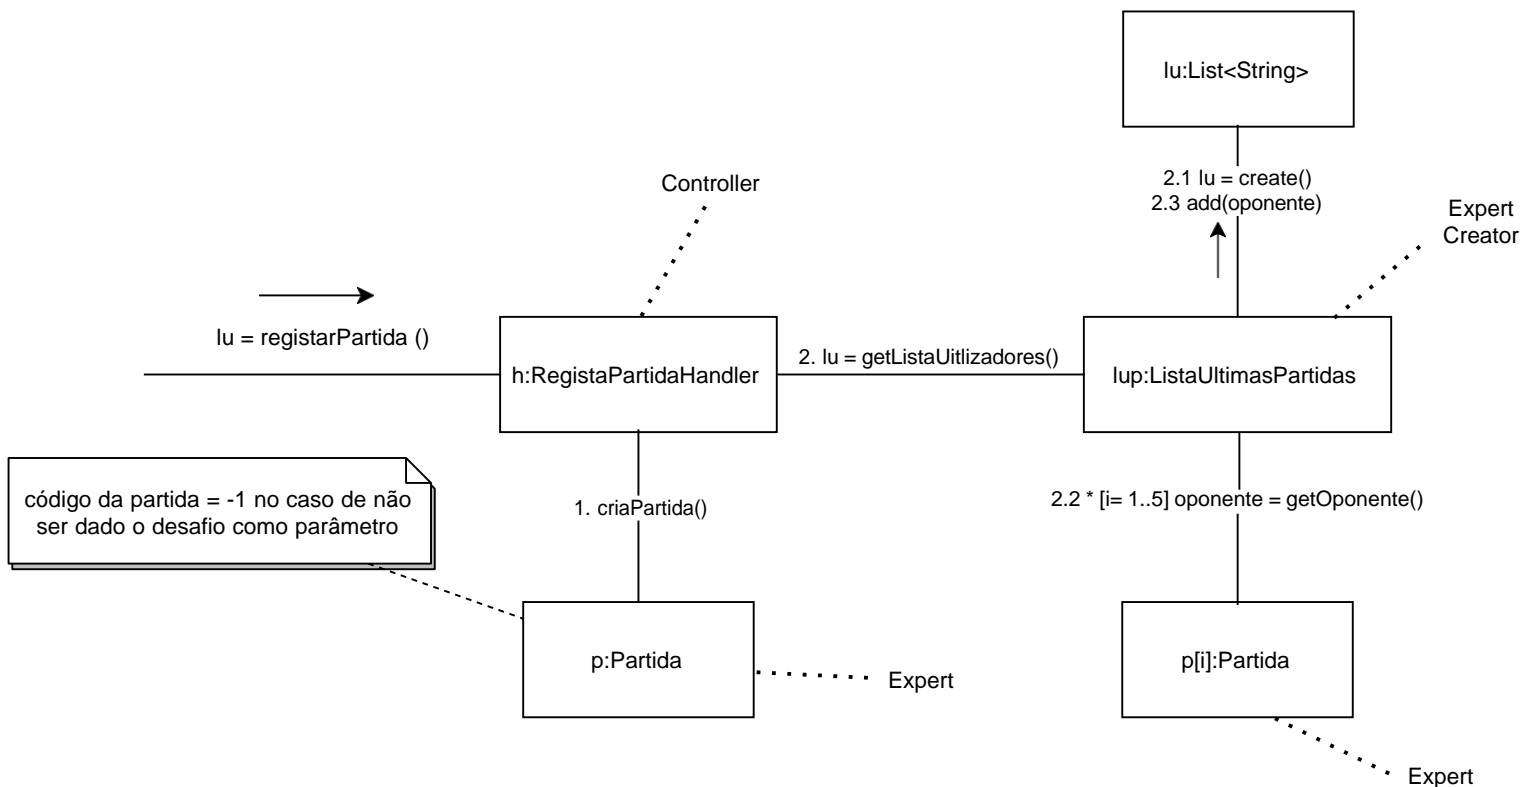 lu:List<String>
Controller
2.1 lu = create()
2.3 add(oponente)
Expert
Creator
lu = registarPartida ()
h:RegistaPartidaHandler
2. lu = getListaUitlizadores()
lup:ListaUltimasPartidas
código da partida = -1 no caso de não
ser dado o desafio como parâmetro
1. criaPartida()
2.2 * [i= 1..5] oponente = getOponente()
p:Partida
Expert
p[i]:Partida
Expert